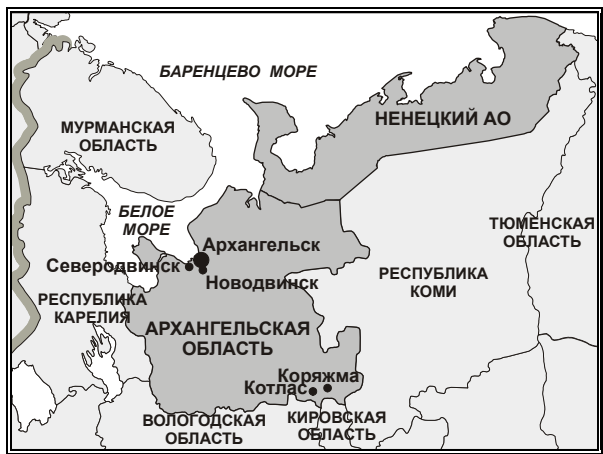 БАРЕНЦЕВО МОРЕ
НЕНЕЦКИЙ АО
МУРМАНСКАЯ
ОБЛАСТЬ
БЕЛОЕ
МОРЕ
ТЮМЕНСКАЯ
ОБЛАСТЬ
Архангельск
Северодвинск
Новодвинск
РЕСПУБЛИКА
КОМИ
РЕСПУБЛИКА
КАРЕЛИЯ
АРХАНГЕЛЬСКАЯ
ОБЛАСТЬ
Коряжма
Котлас
ВОЛОГОДСКАЯ
ОБЛАСТЬ
КИРОВСКАЯ
ОБЛАСТЬ